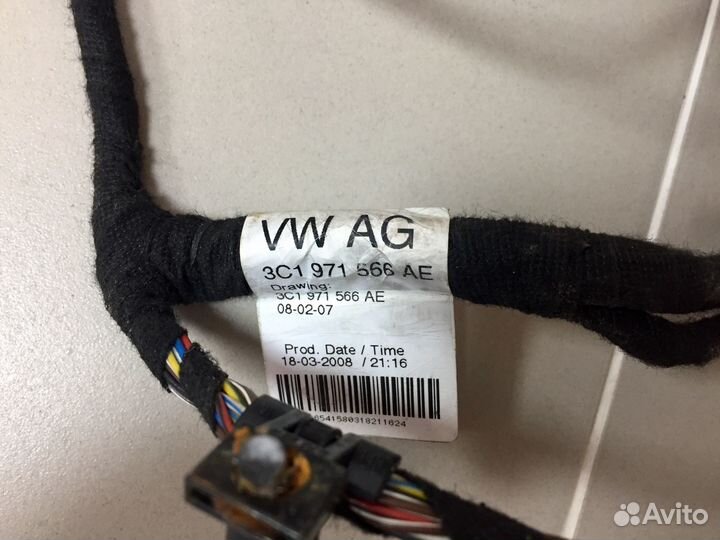 VW AG
3C1 971 566 AE
Drawing:
3C1 971 566 AE
08-02-07
Prod. Date / Time
18-03-2008 / 21:16
Avito